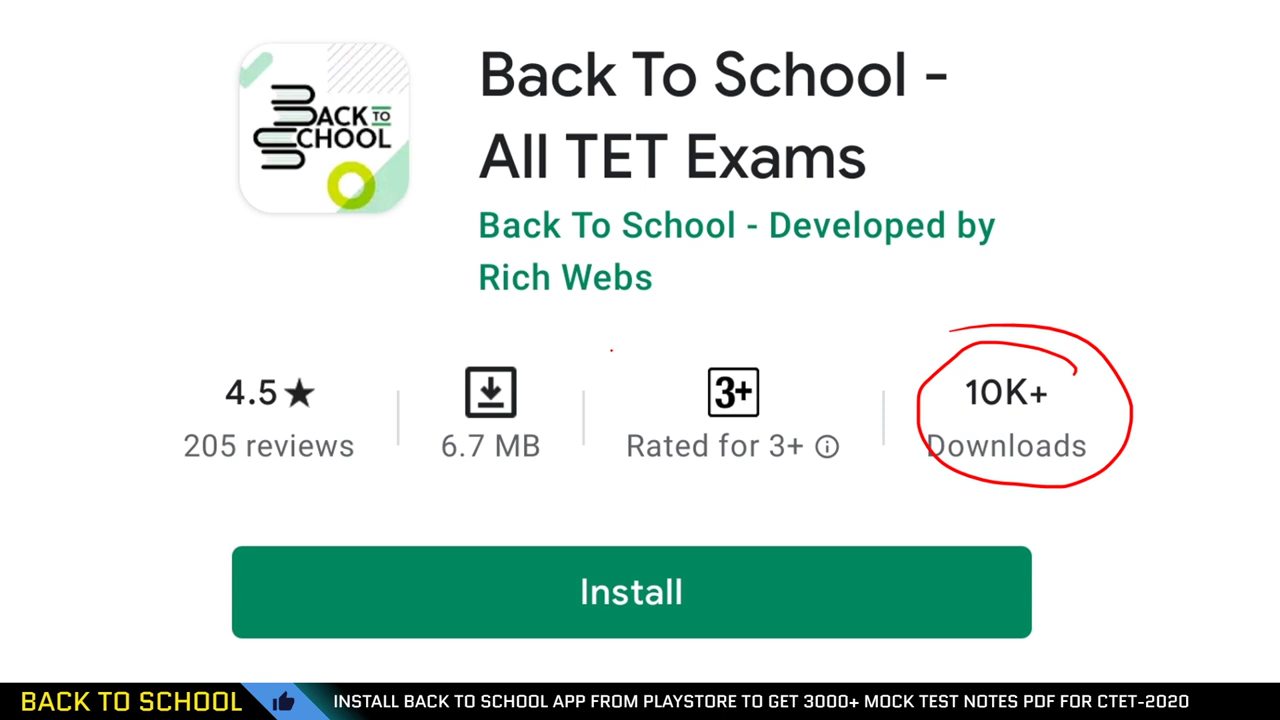 BACK TO
SCHOOL
Back To School -
All TET Exams
Back To School - Developed by
Rich Webs
4.5★ 3+ 10K+
205 reviews 6.7 MB Rated for 3+ Downloads
Install
BACK TO SCHOOL INSTALL BACK TO SCHOOL APP FROM PLAYSTORE TO GET 3000+ MOCK TEST NOTES PDF FOR CTET-2020